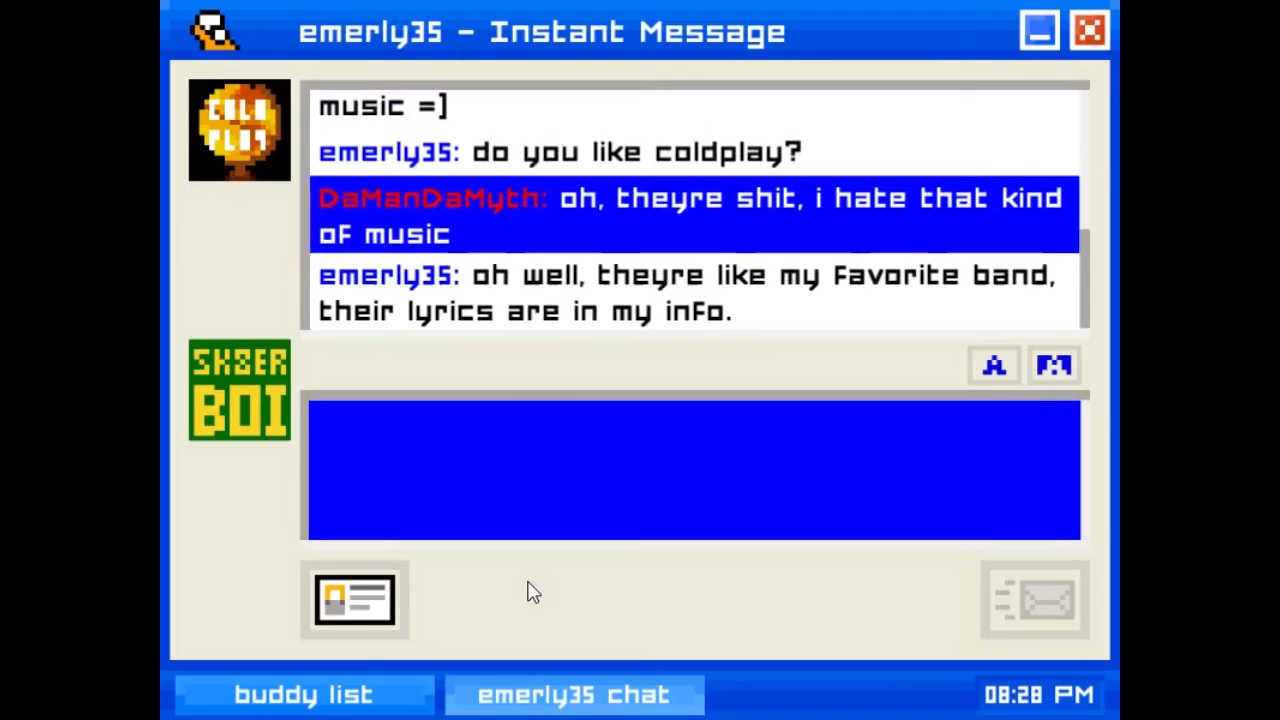 emerly35 - Instant Message
COLD
PLAY
music =]
emerly35: do you like coldplay?
DaManDaMyth: oh, theyre shit, i hate that kind
of music
emerly35: oh well, theyre like my favorite band,
their lyrics are in my info.
SK8ER
BOI
A A
buddy list
emerly35 chat
08:28 PM